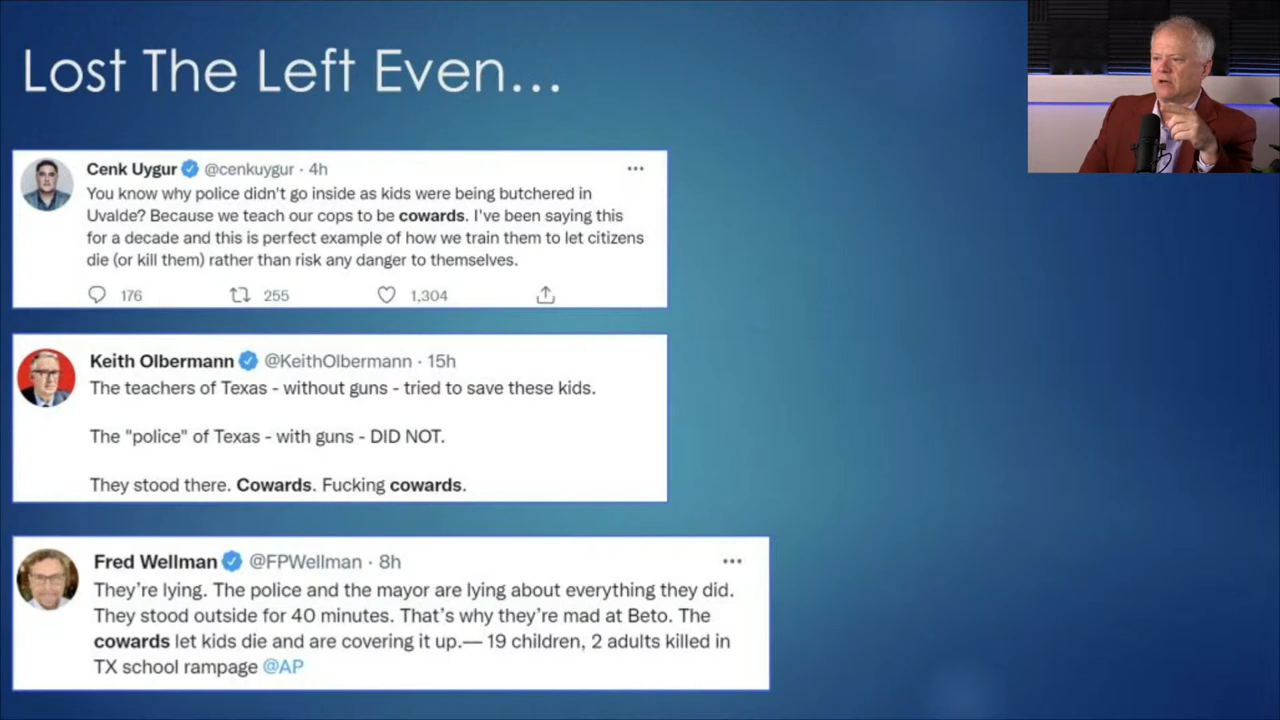 Lost The Left Even...
Cenk Uygur @cenkuygur · 4h
You know why police didn't go inside as kids were being butchered in
Uvalde? Because we teach our cops to be cowards. I've been saying this
for a decade and this is perfect example of how we train them to let citizens
die (or kill them) rather than risk any danger to themselves.
176 255 1,304
Keith Olbermann @KeithOlbermann · 15h
The teachers of Texas - without guns - tried to save these kids.
The "police" of Texas - with guns - DID NOT.
They stood there. Cowards. Fucking cowards.
Fred Wellman @FPWellman · 8h
They're lying. The police and the mayor are lying about everything they did.
They stood outside for 40 minutes. That's why they're mad at Beto. The
cowards let kids die and are covering it up.— 19 children, 2 adults killed in
TX school rampage @AP